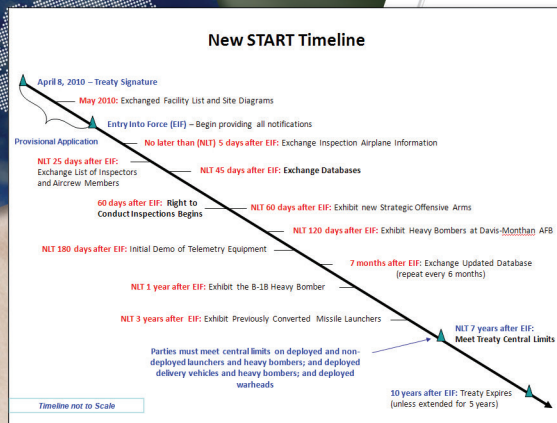 New START Timeline
April 8, 2010 – Treaty Signature
May 2010: Exchanged Facility List and Site Diagrams
Entry Into Force (EIF) – Begin providing all notifications
Provisional Application
No later than (NLT) 5 days after EIF: Exchange Inspection Airplane Information
NLT 25 days after EIF:
Exchange List of Inspectors
and Aircrew Members
NLT 45 days after EIF: Exchange Databases
60 days after EIF: Right to
Conduct Inspections Begins
NLT 60 days after EIF: Exhibit new Strategic Offensive Arms
NLT 120 days after EIF: Exhibit Heavy Bombers at Davis-Monthan AFB
NLT 180 days after EIF: Initial Demo of Telemetry Equipment
7 months after EIF: Exchange Updated Database
(repeat every 6 months)
NLT 1 year after EIF: Exhibit the B-1B Heavy Bomber
NLT 3 years after EIF: Exhibit Previously Converted Missile Launchers
NLT 7 years after EIF:
Meet Treaty Central Limits
Parties must meet central limits on deployed and non-
deployed launchers and heavy bombers; and deployed
delivery vehicles and heavy bombers; and deployed
warheads
10 years after EIF: Treaty Expires
(unless extended for 5 years)
Timeline not to Scale